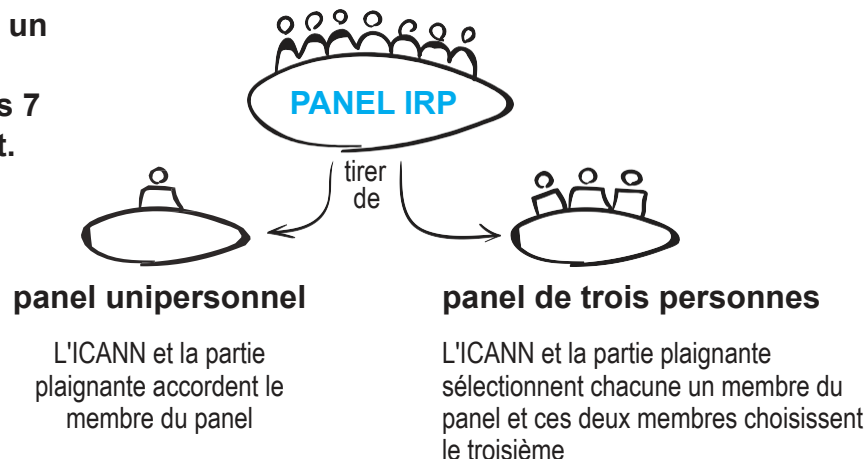 un
s 7
t.
PANEL IRP
tirer
de
panel unipersonnel
L'ICANN et la partie
plaignante accordent le
membre du panel
panel de trois personnes
L'ICANN et la partie plaignante
sélectionnent chacune un membre du
panel et ces deux membres choisissent
le troisième